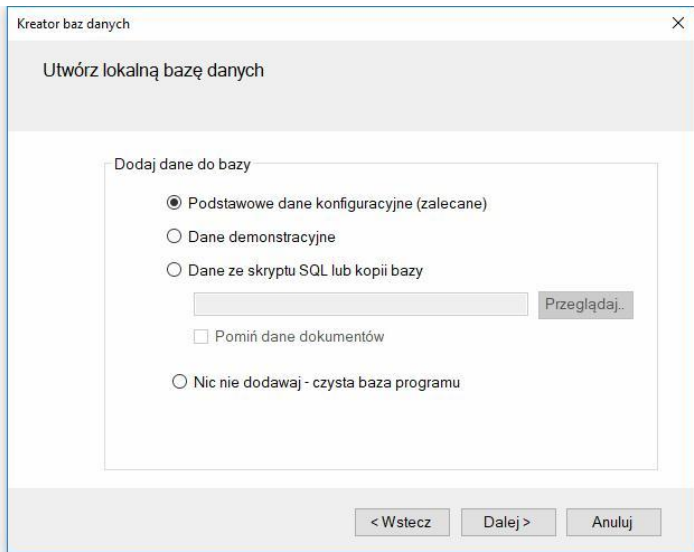 Kreator baz danych
Utwórz lokalną bazę danych
Dodaj dane do bazy
Podstawowe dane konfiguracyjne (zalecane)
Dane demonstracyjne
Dane ze skryptu SQL lub kopii bazy
Przeglądaj..
Pomiń dane dokumentów
Nic nie dodawaj - czysta baza programu
< Wstecz Dalej > Anuluj